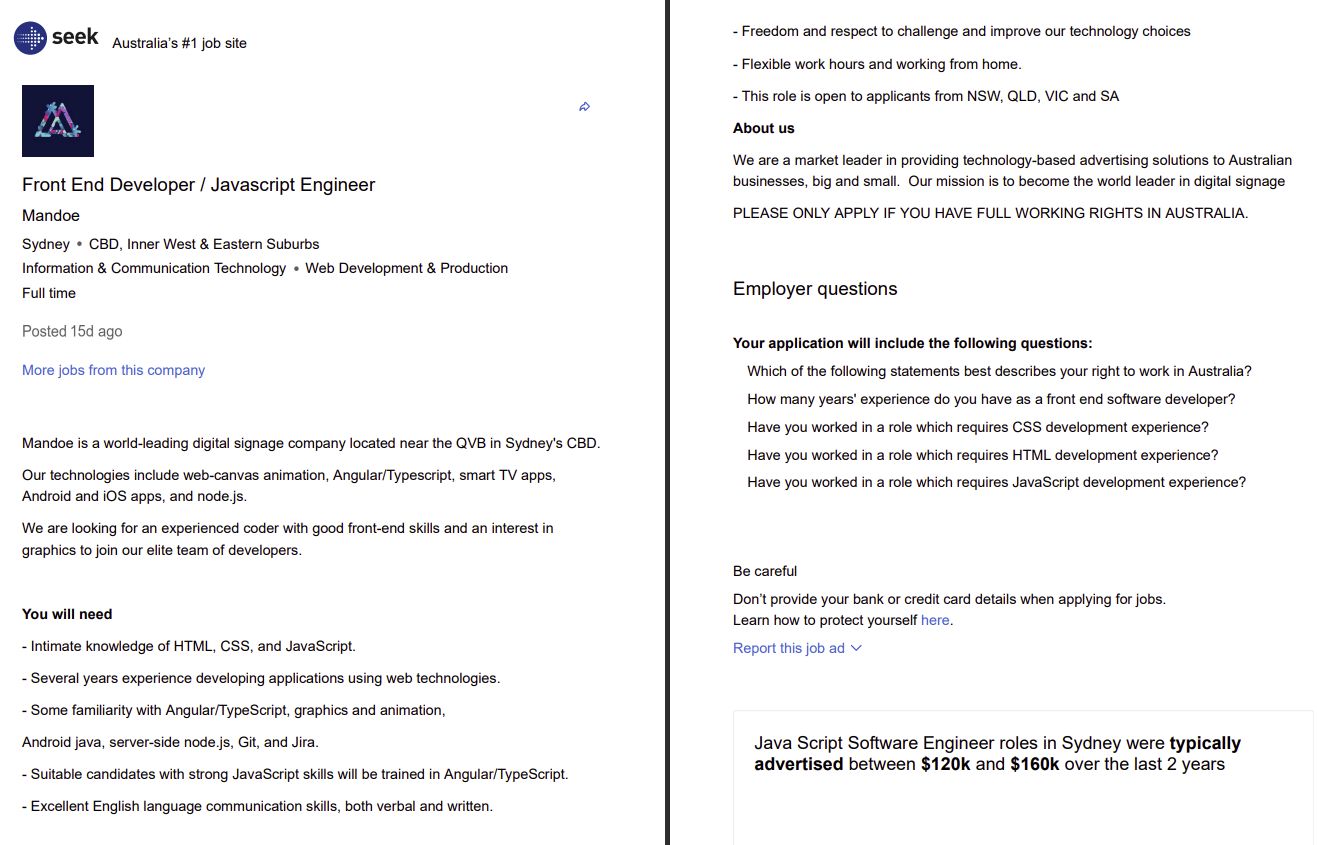 seek
Australia's #1 job site
Front End Developer / Javascript Engineer
Mandoe
Sydney • CBD, Inner West & Eastern Suburbs
Information & Communication Technology • Web Development & Production
Full time
Posted 15d ago
More jobs from this company
Mandoe is a world-leading digital signage company located near the QVB in Sydney's CBD.
Our technologies include web-canvas animation, Angular/Typescript, smart TV apps,
Android and iOS apps, and node.js.
We are looking for an experienced coder with good front-end skills and an interest in
graphics to join our elite team of developers.
You will need
- Intimate knowledge of HTML, CSS, and JavaScript.
- Several years experience developing applications using web technologies.
- Some familiarity with Angular/TypeScript, graphics and animation,
Android java, server-side node.js, Git, and Jira.
- Suitable candidates with strong JavaScript skills will be trained in Angular/TypeScript.
- Excellent English language communication skills, both verbal and written.
- Freedom and respect to challenge and improve our technology choices
- Flexible work hours and working from home.
- This role is open to applicants from NSW, QLD, VIC and SA
About us
We are a market leader in providing technology-based advertising solutions to Australian
businesses, big and small.  Our mission is to become the world leader in digital signage
PLEASE ONLY APPLY IF YOU HAVE FULL WORKING RIGHTS IN AUSTRALIA.
Employer questions
Your application will include the following questions:
Which of the following statements best describes your right to work in Australia?
How many years' experience do you have as a front end software developer?
Have you worked in a role which requires CSS development experience?
Have you worked in a role which requires HTML development experience?
Have you worked in a role which requires JavaScript development experience?
Be careful
Don't provide your bank or credit card details when applying for jobs.
Learn how to protect yourself here.
Report this job ad
Java Script Software Engineer roles in Sydney were typically
advertised between $120k and $160k over the last 2 years